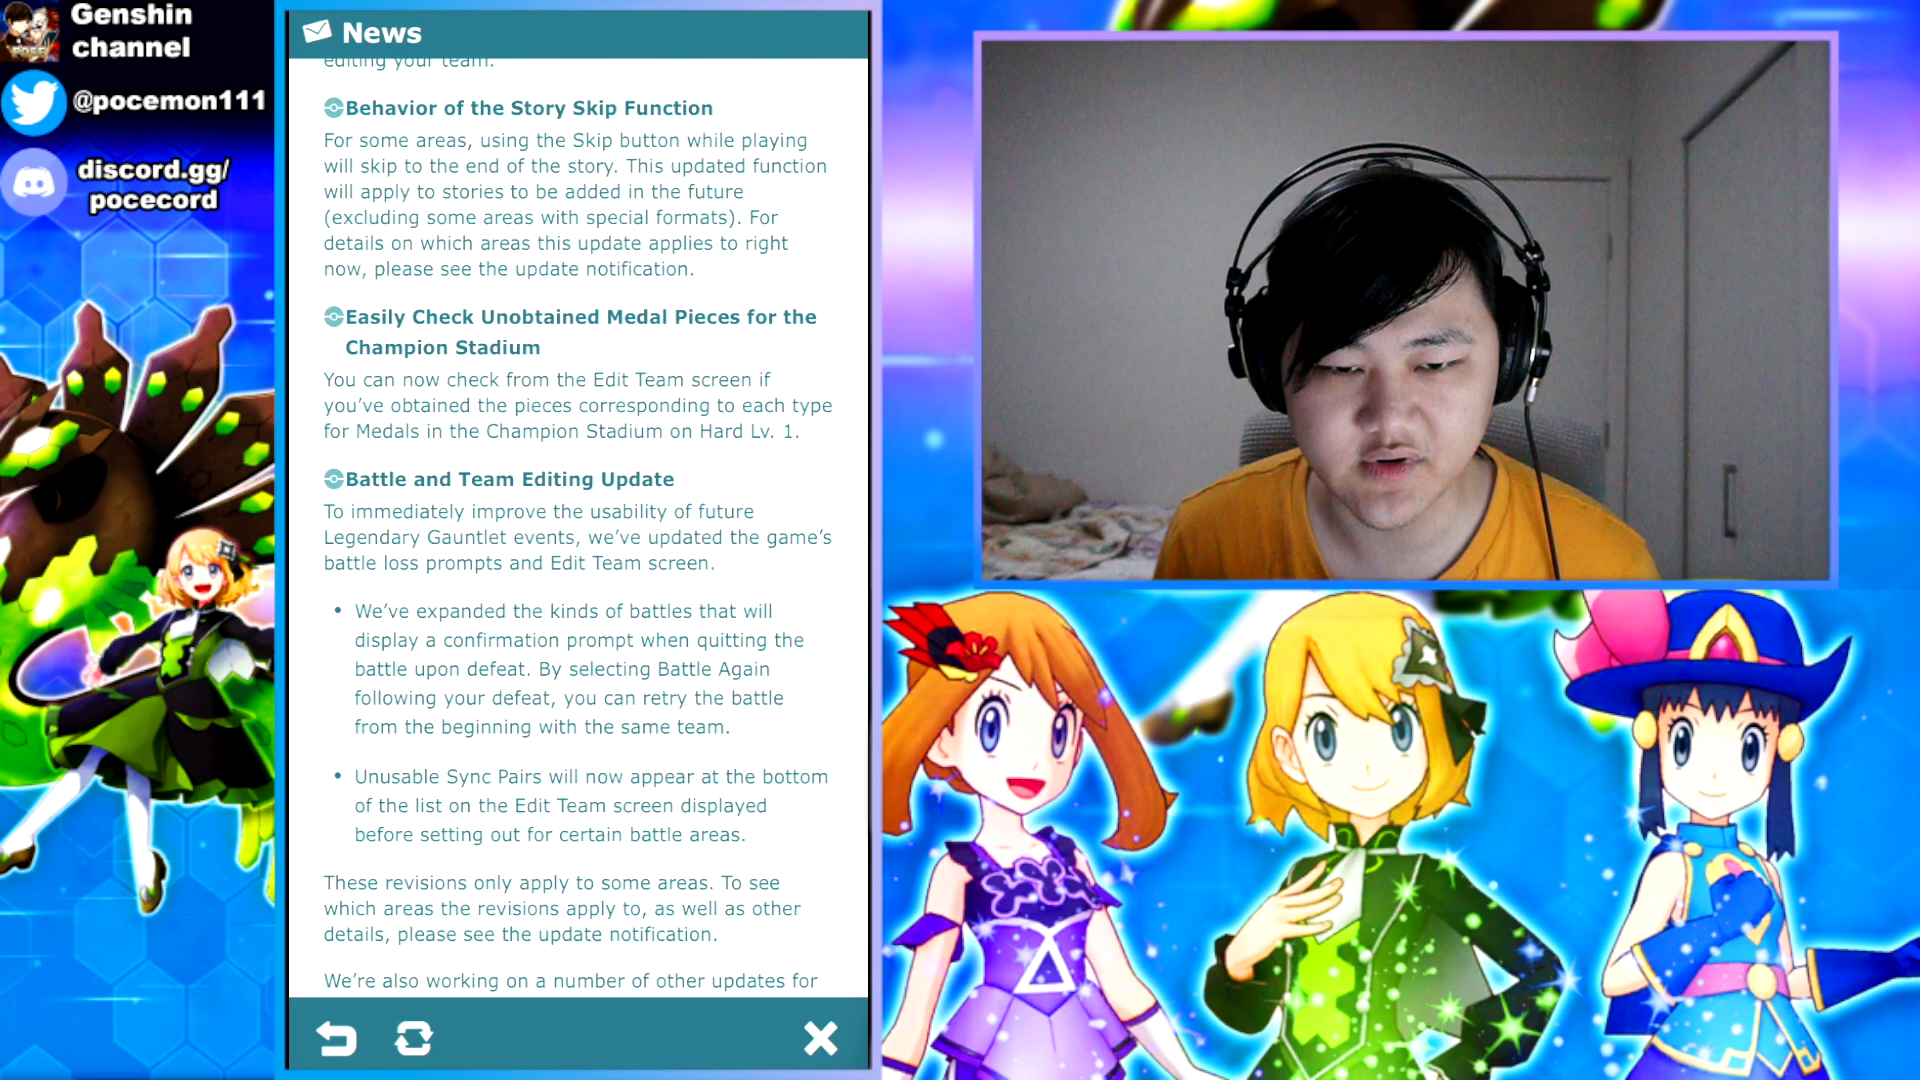 Genshin
channel
@pocemon111
discord.gg/
pocecord
News
editing your team.
Behavior of the Story Skip Function
For some areas, using the Skip button while playing
will skip to the end of the story. This updated function
will apply to stories to be added in the future
(excluding some areas with special formats). For
details on which areas this update applies to right
now, please see the update notification.
Easily Check Unobtained Medal Pieces for the
Champion Stadium
You can now check from the Edit Team screen if
you’ve obtained the pieces corresponding to each type
for Medals in the Champion Stadium on Hard Lv. 1.
Battle and Team Editing Update
To immediately improve the usability of future
Legendary Gauntlet events, we’ve updated the game’s
battle loss prompts and Edit Team screen.
• We’ve expanded the kinds of battles that will
display a confirmation prompt when quitting the
battle upon defeat. By selecting Battle Again
following your defeat, you can retry the battle
from the beginning with the same team.
• Unusable Sync Pairs will now appear at the bottom
of the list on the Edit Team screen displayed
before setting out for certain battle areas.
These revisions only apply to some areas. To see
which areas the revisions apply to, as well as other
details, please see the update notification.
We’re also working on a number of other updates for